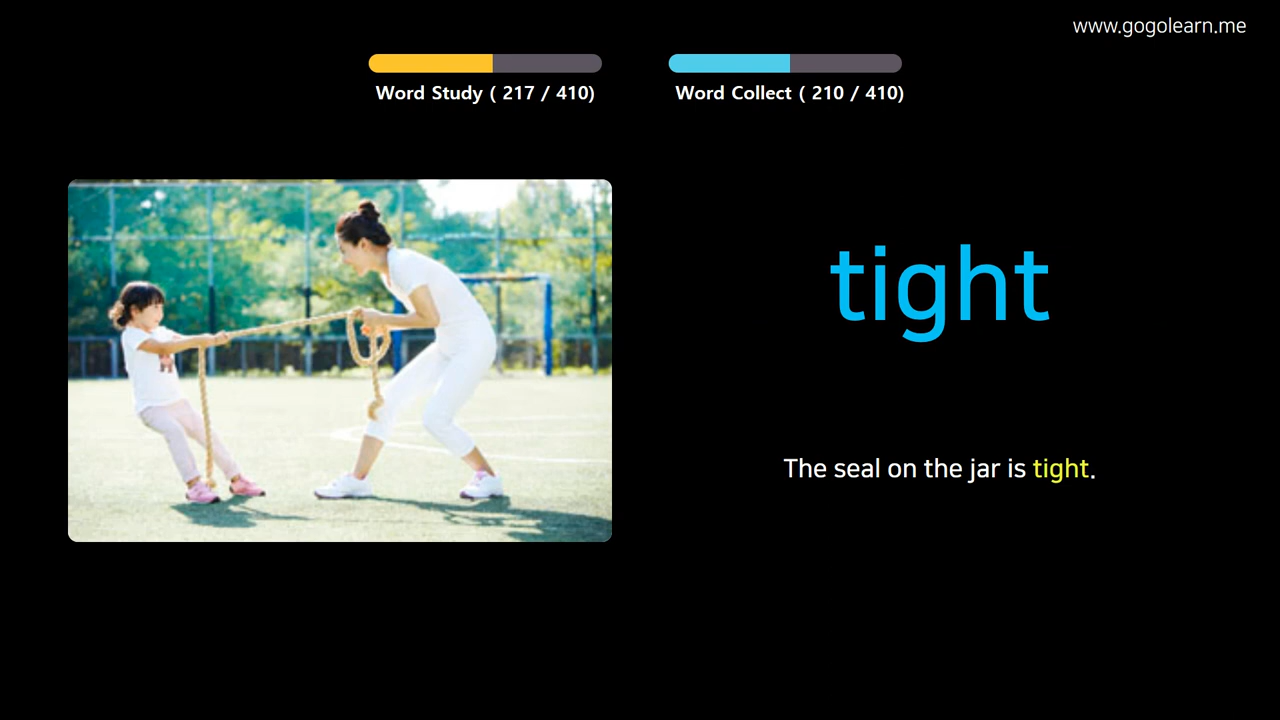 www.gogolearn.me
Word Study ( 217 / 410)
Word Collect ( 210 / 410)
tight
The seal on the jar is tight.